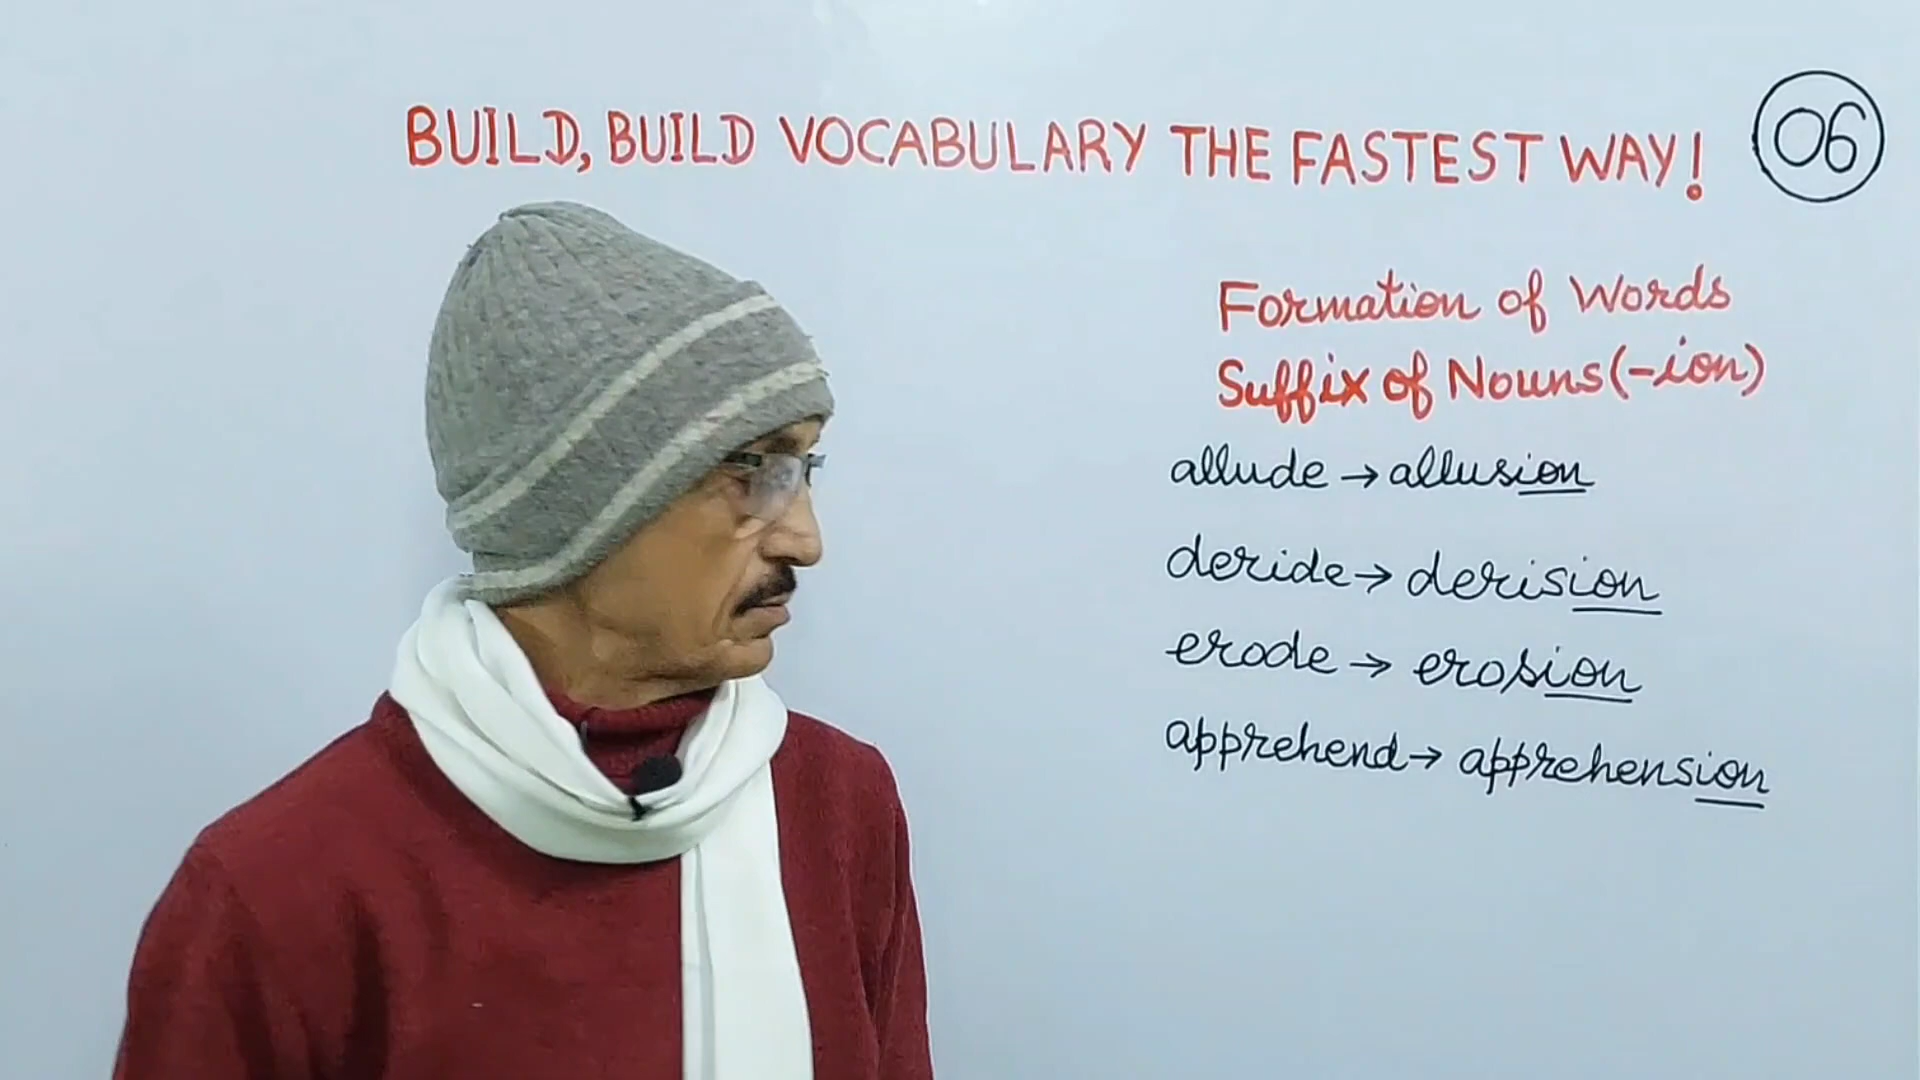 BUILD, BUILD VOCABULARY THE FASTEST WAY! 06
Formation of Words
Suffix of Nouns (-ion)
allude → allusion
deride → derision
erode → erosion
apprehend → apprehension